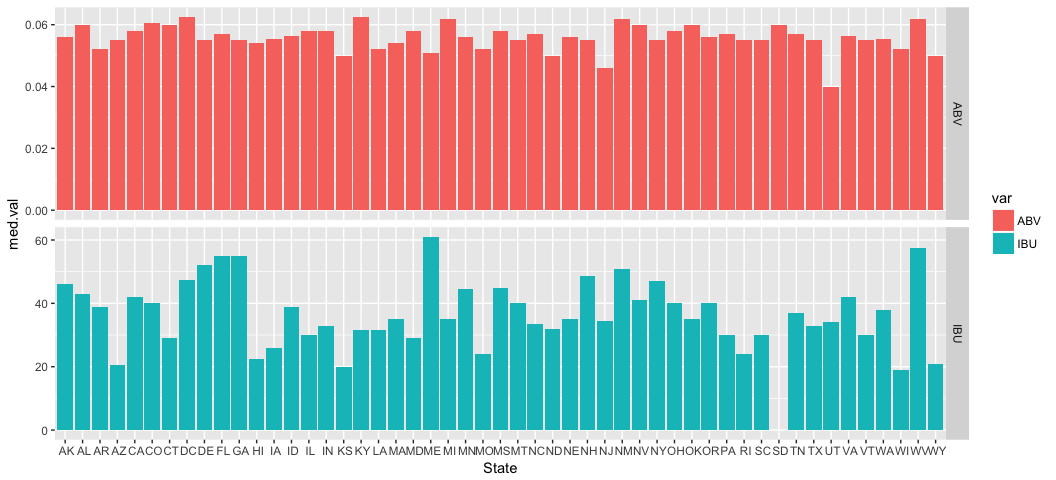 0.06
0.04
0.02
0.00
ABV
60
40
20
0
IBU
med.val
AK AL AR AZ CA CO CT DC DE FL GA HI IA ID IL IN KS KY LA MA MD ME MI MN MO MS MT NC ND NE NH NJ NM NV NY OH OK OR PA RI SC SD TN TX UT VA VT WA WI WV WY
State
var
ABV
IBU